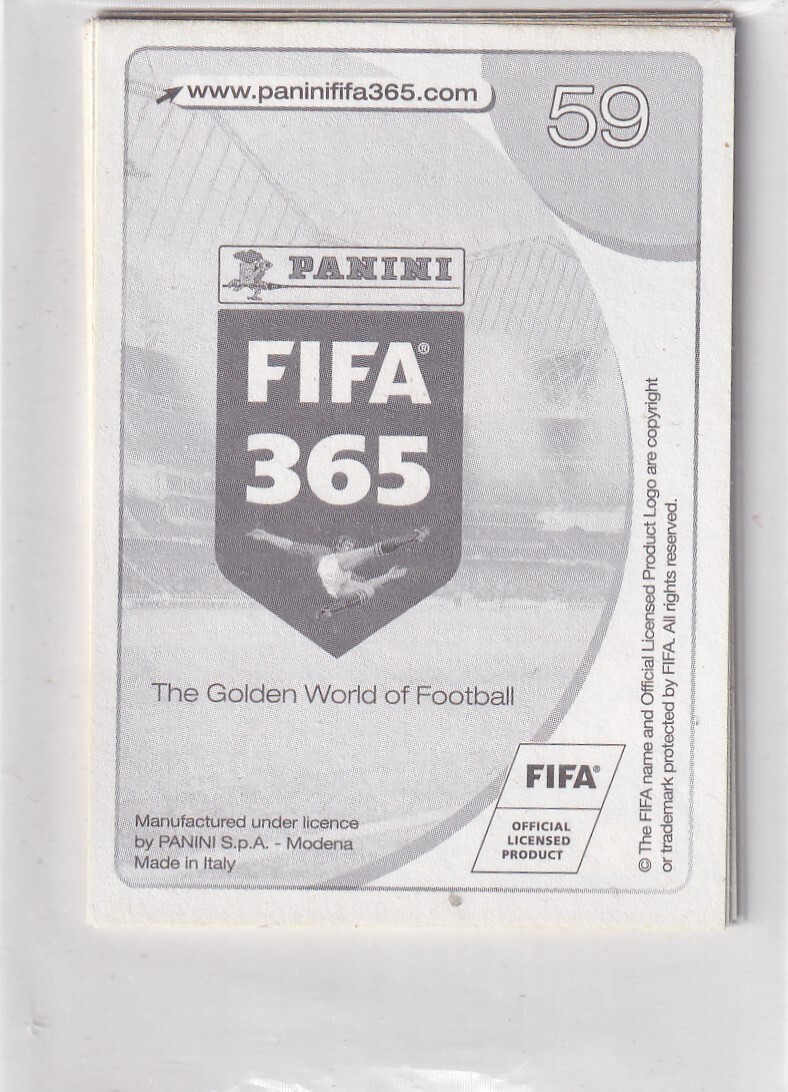 www.paninififa365.com
59
PANINI
FIFA®
365
The Golden World of Football
FIFA®
OFFICIAL
LICENSED
PRODUCT
Manufactured under licence
by PANINI S.p.A. - Modena
Made in Italy
© The FIFA name and Official Licensed Product Logo are copyright
or trademark protected by FIFA. All rights reserved.